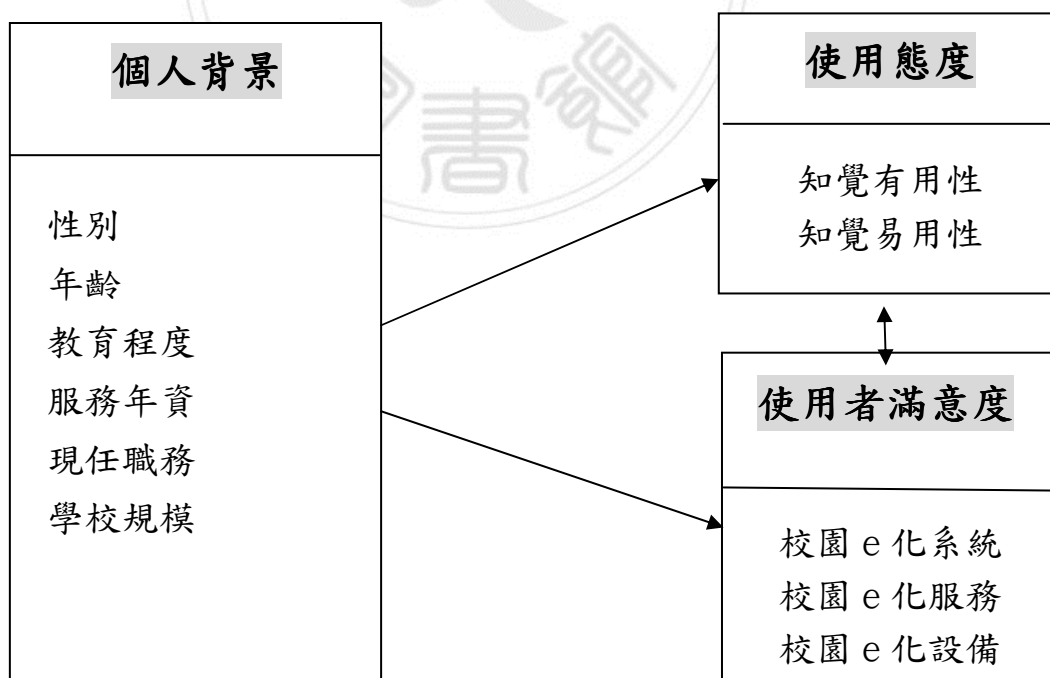 個人背景
性別
年齡
教育程度
服務年資
現任職務
學校規模
使用態度
知覺有用性
知覺易用性
使用者滿意度
校園 e 化系統
校園 e 化服務
校園 e 化設備